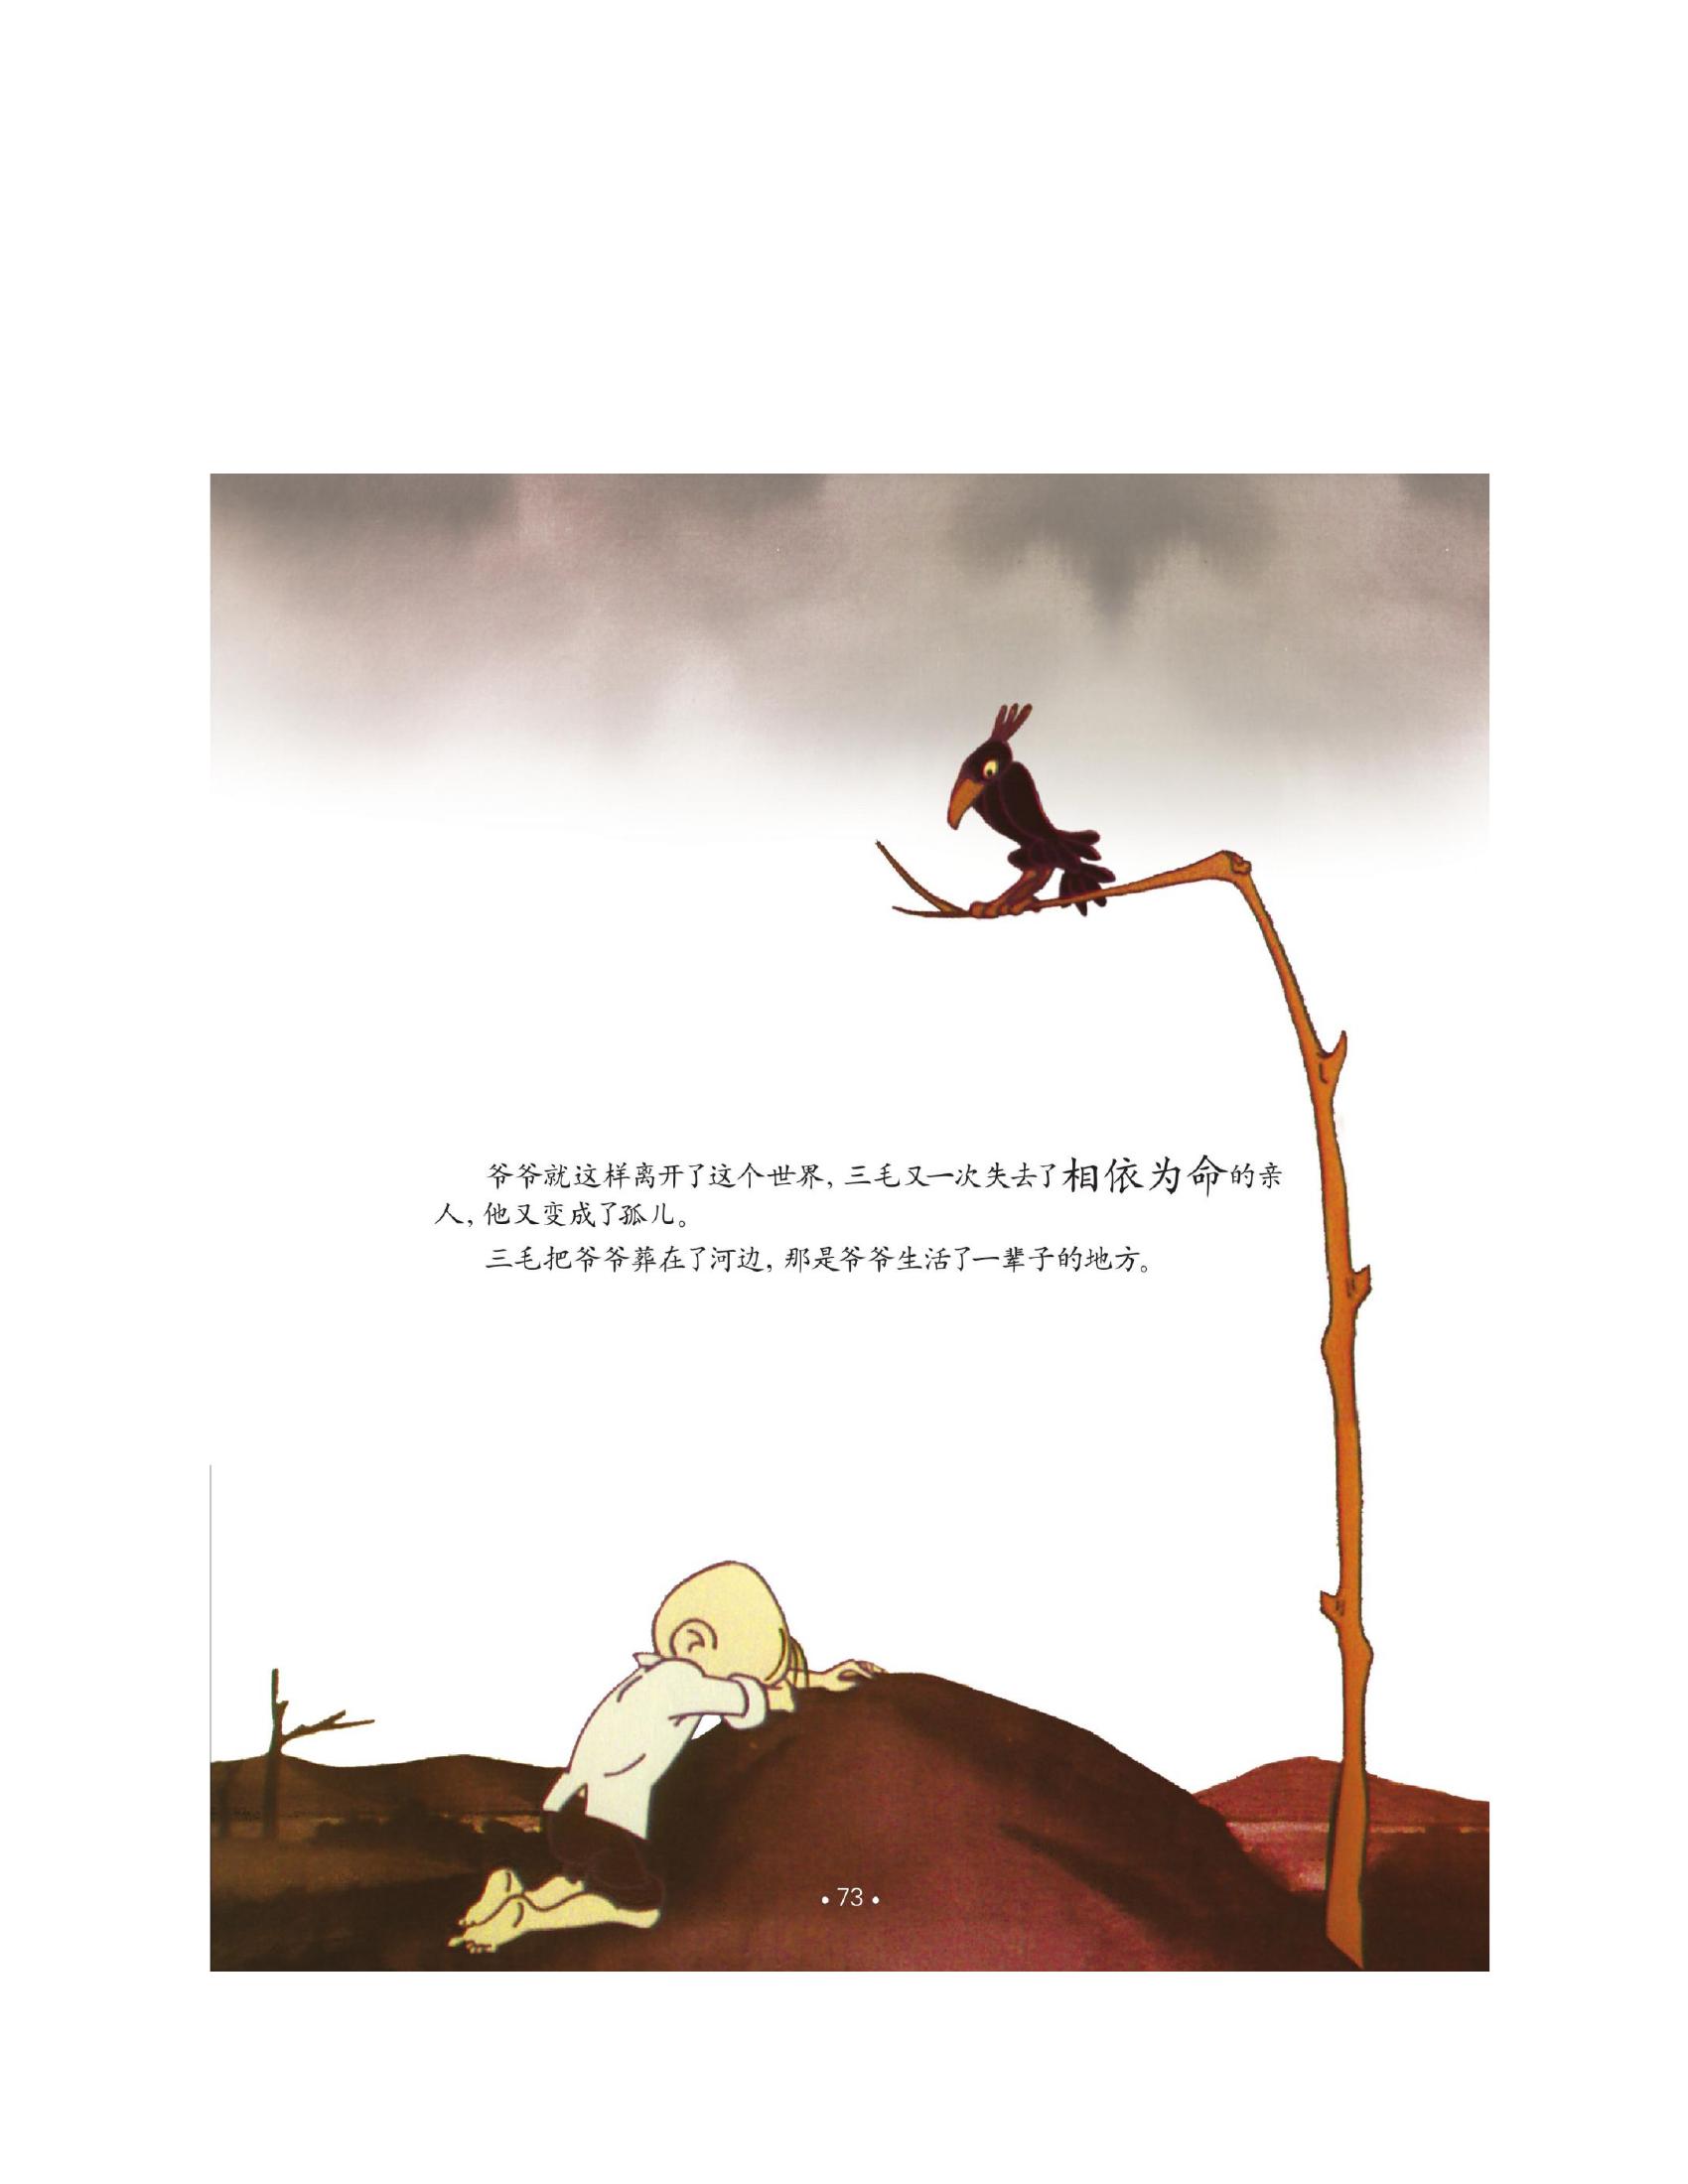 爷爷就这样离开了这个世界，三毛又一次失去了相依为命的亲
人，他又变成了孤儿。
三毛把爷爷葬在了河边，那是爷爷生活了一辈子的地方。
• 73 •